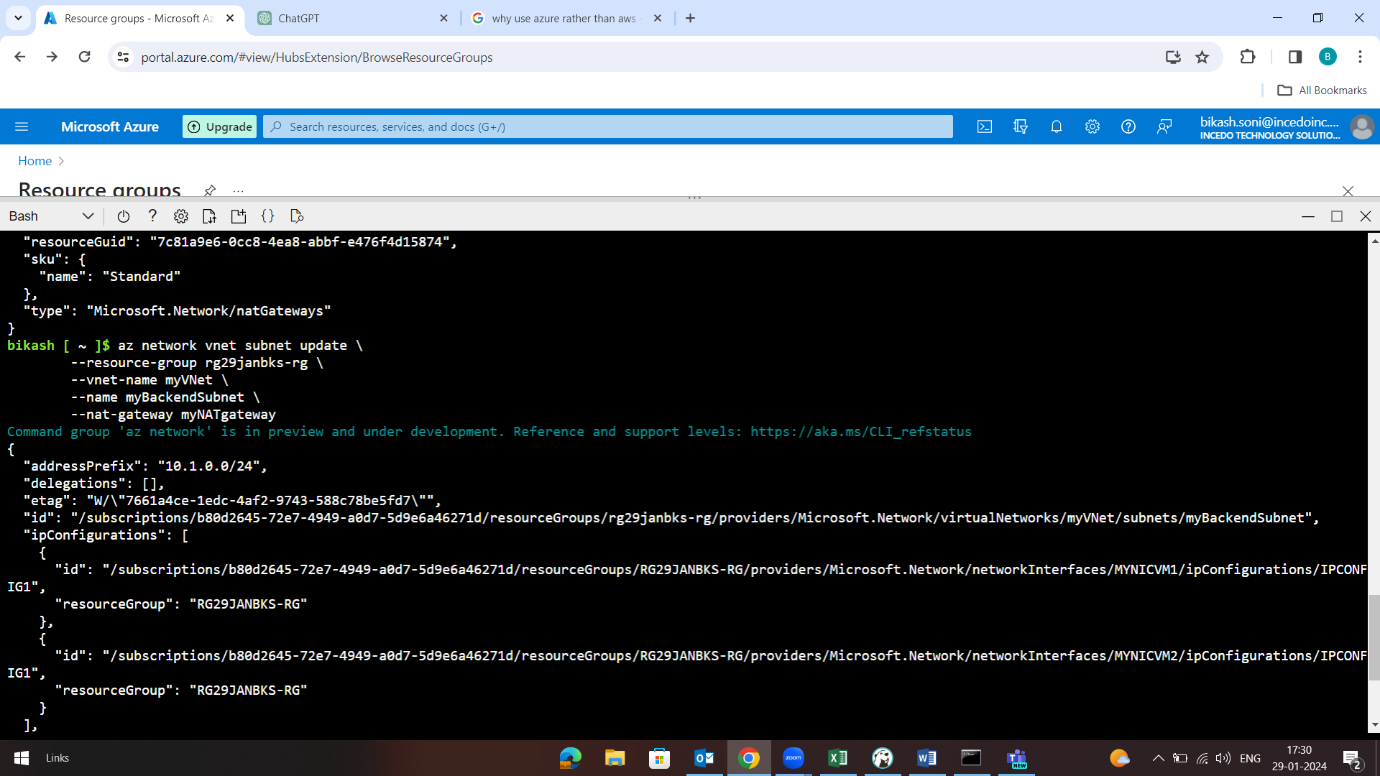 Resource groups - Microsoft Az
ChatGPT
why use azure rather than aws
portal.azure.com/#view/HubsExtension/BrowseResourceGroups
B
All Bookmarks
Microsoft Azure
Upgrade
Search resources, services, and docs (G+/)
bikash.soni@incedoinc....
INCEDO TECHNOLOGY SOLUTIO...
Home >
Resource groups
Bash
"resourceGuid": "7c81a9e6-0cc8-4ea8-abbf-e476f4d15874",
"sku": {
"name": "Standard"
},
"type": "Microsoft.Network/natGateways"
}
bikash [ ~ ]$ az network vnet subnet update \
--resource-group rg29janbks-rg \
--vnet-name myVNet \
--name myBackendSubnet \
--nat-gateway myNATgateway
Command group 'az network' is in preview and under development. Reference and support levels: https://aka.ms/CLI_refstatus
{
"addressPrefix": "10.1.0.0/24",
"delegations": [],
"etag": "W/\"7661a4ce-1edc-4af2-9743-588c78be5fd7\"",
"id": "/subscriptions/b80d2645-72e7-4949-a0d7-5d9e6a46271d/resourceGroups/rg29janbks-rg/providers/Microsoft.Network/virtualNetworks/myVNet/subnets/myBackendSubnet",
"ipConfigurations": [
{
"id": "/subscriptions/b80d2645-72e7-4949-a0d7-5d9e6a46271d/resourceGroups/RG29JANBKS-RG/providers/Microsoft.Network/networkInterfaces/MYNICVM1/ipConfigurations/IPCONF
IG1",
"resourceGroup": "RG29JANBKS-RG"
},
{
"id": "/subscriptions/b80d2645-72e7-4949-a0d7-5d9e6a46271d/resourceGroups/RG29JANBKS-RG/providers/Microsoft.Network/networkInterfaces/MYNICVM2/ipConfigurations/IPCONF
IG1",
"resourceGroup": "RG29JANBKS-RG"
}
],
Links
zoom
NEW
ENG
17:30
29-01-2024
2